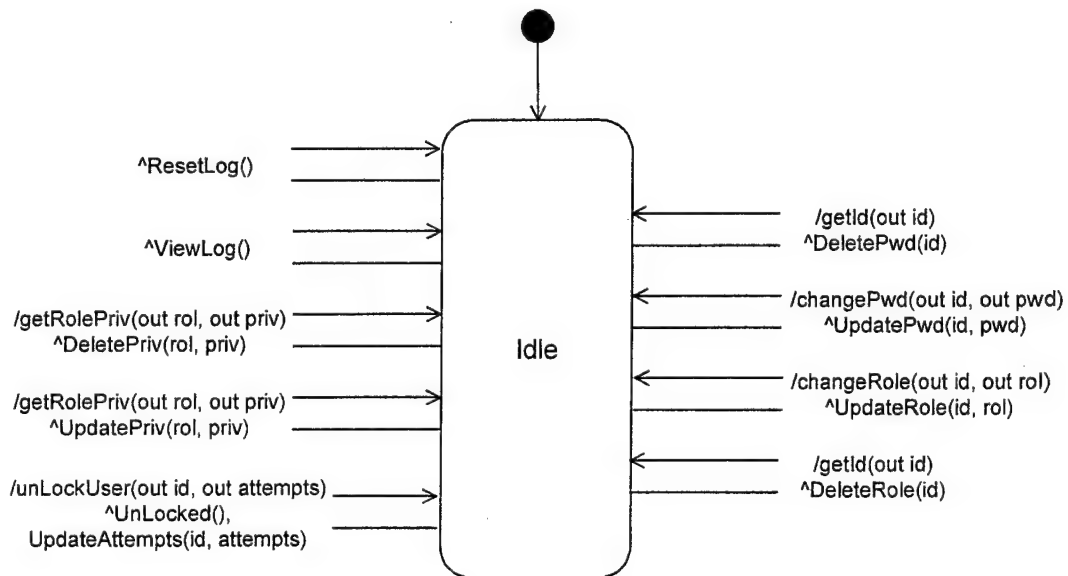 ^ResetLog()
^ViewLog()
/getRolePriv(out rol, out priv)
^DeletePriv(rol, priv)
/getRolePriv(out rol, out priv)
^UpdatePriv(rol, priv)
/unLockUser(out id, out attempts)
^UnLocked(),
UpdateAttempts(id, attempts)
Idle
/getId(out id)
^DeletePwd(id)
/changePwd(out id, out pwd)
^UpdatePwd(id, pwd)
/changeRole(out id, out rol)
^UpdateRole(id, rol)
/getId(out id)
^DeleteRole(id)